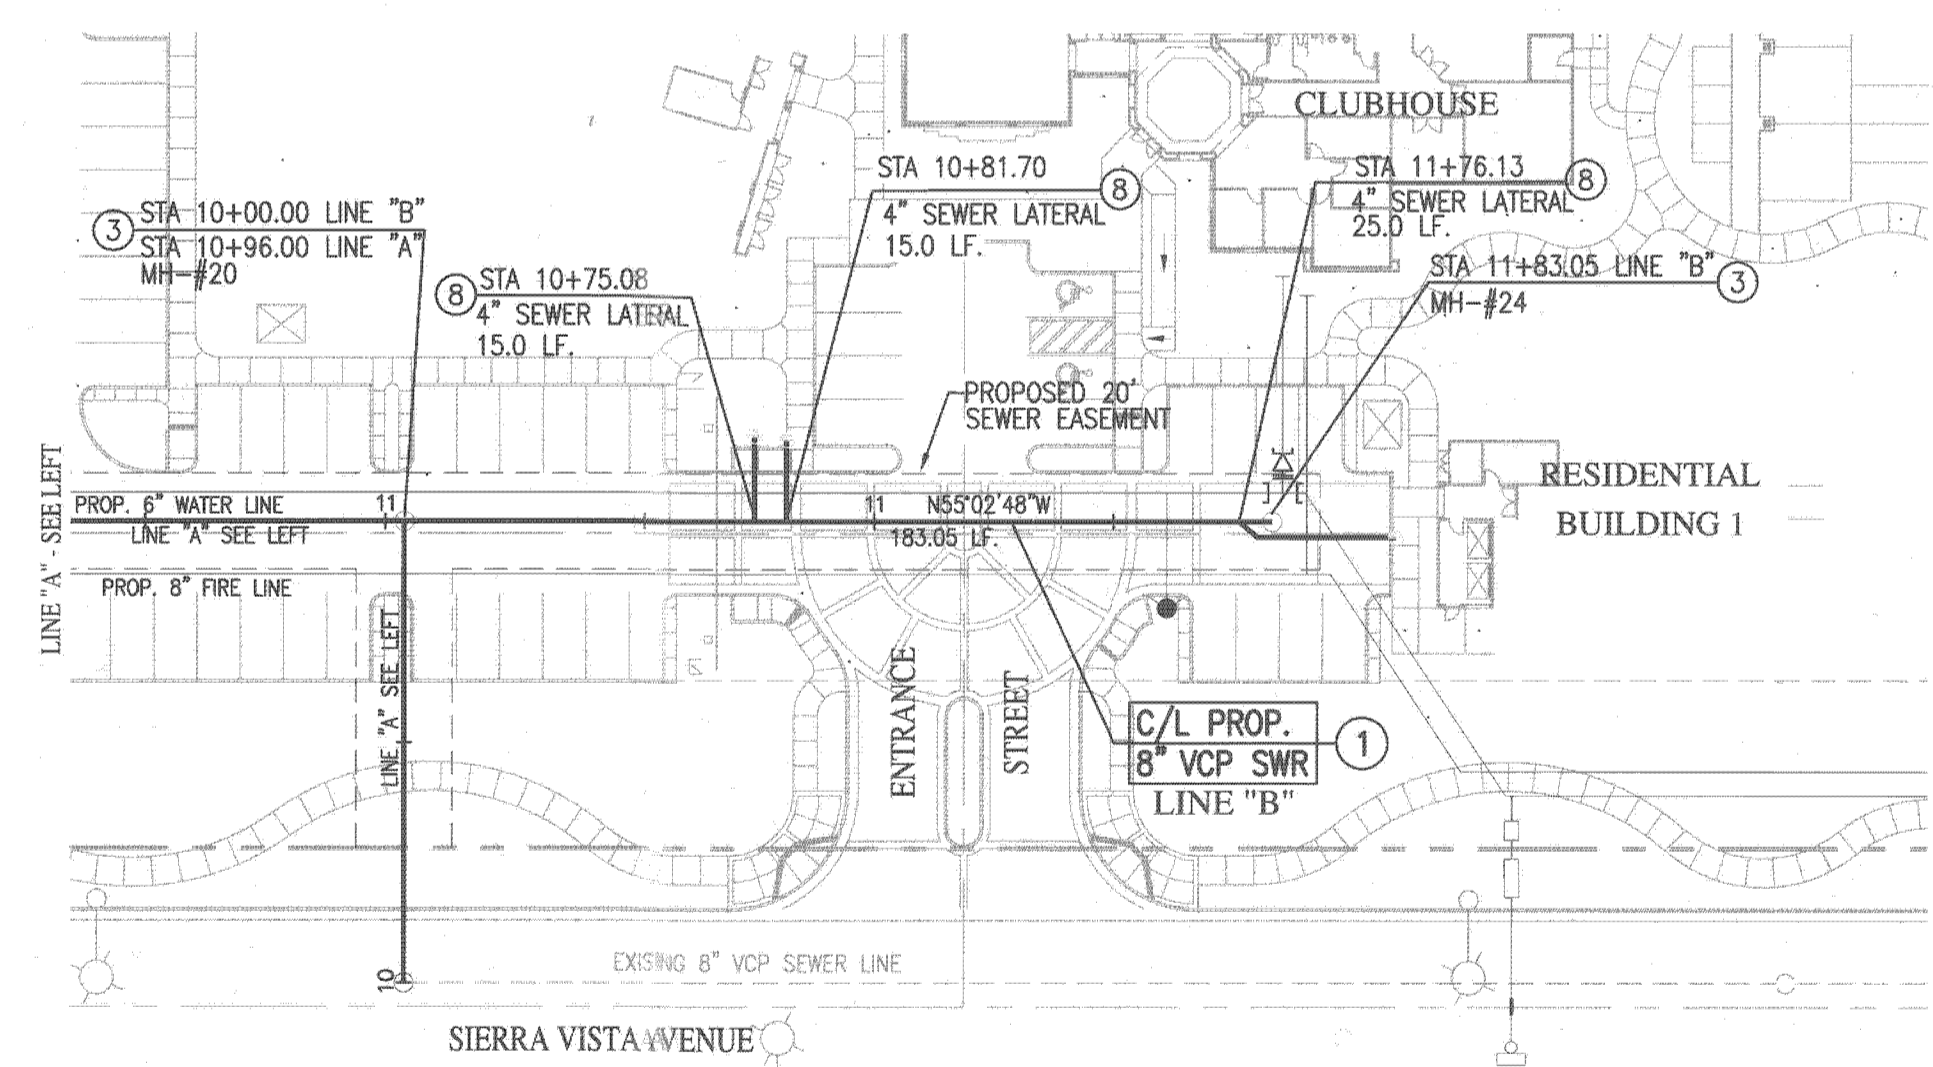 CLUBHOUSE
STA 10+81.70
8
4" SEWER LATERAL
15.0 LF.
STA 11+76.13
8
4" SEWER LATERAL
25.0 LF.
3
STA 10+00.00 LINE "B"
STA 10+96.00 LINE "A"
MH-#20
8
STA 10+75.08
4" SEWER LATERAL
15.0 LF.
STA 11+83.05 LINE "B"
3
MH-#24
PROPOSED 20'
SEWER EASEMENT
RESIDENTIAL
BUILDING 1
LINE "A" - SEE LEFT
PROP. 6" WATER LINE
11
11
N55°02'48"W
LINE "A" SEE LEFT
183.05 LF.
PROP. 8" FIRE LINE
LINE "A" SEE LEFT
ENTRANCE
STREET
C/L PROP.
8" VCP SWR
1
LINE "B"
10
EXISTING 8" VCP SEWER LINE
SIERRA VISTA AVENUE